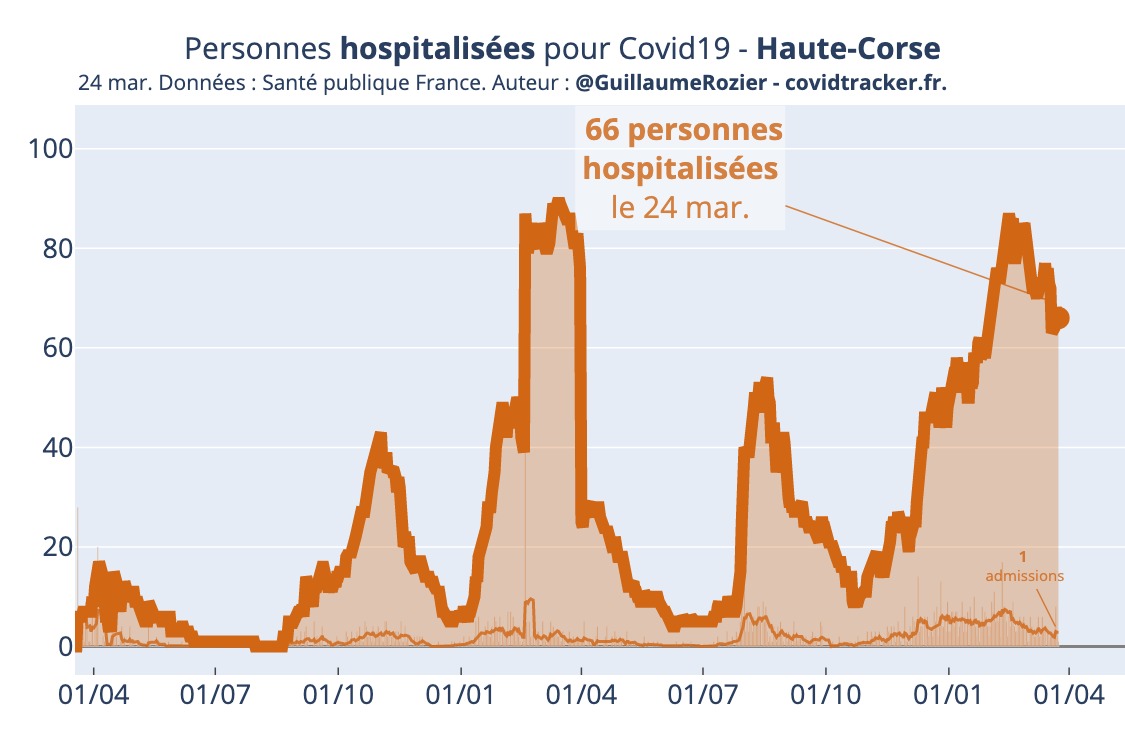 Personnes hospitalisées pour Covid19 - Haute-Corse
24 mar. Données : Santé publique France. Auteur : @GuillaumeRozier - covidtracker.fr.
66 personnes
hospitalisées
le 24 mar.
100
80
60
40
20
0
1
admissions
01/04
01/07
01/10
01/01
01/04
01/07
01/10
01/01
01/04